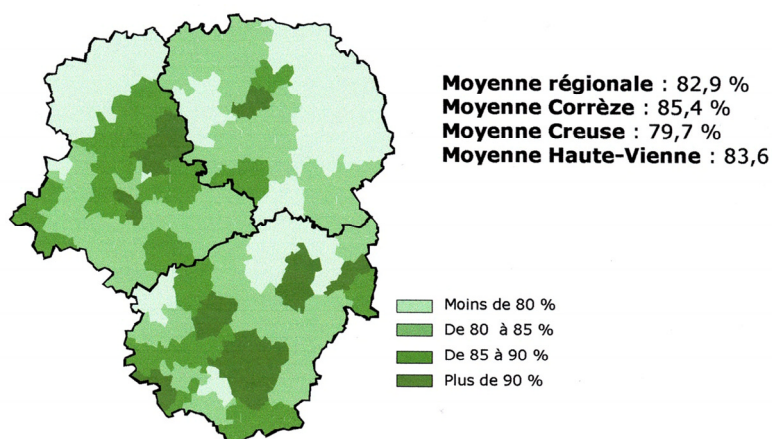 Moyenne régionale : 82,9 %
Moyenne Corrèze : 85,4 %
Moyenne Creuse : 79,7 %
Moyenne Haute-Vienne : 83,6
Moins de 80 %
De 80 à 85 %
De 85 à 90 %
Plus de 90 %